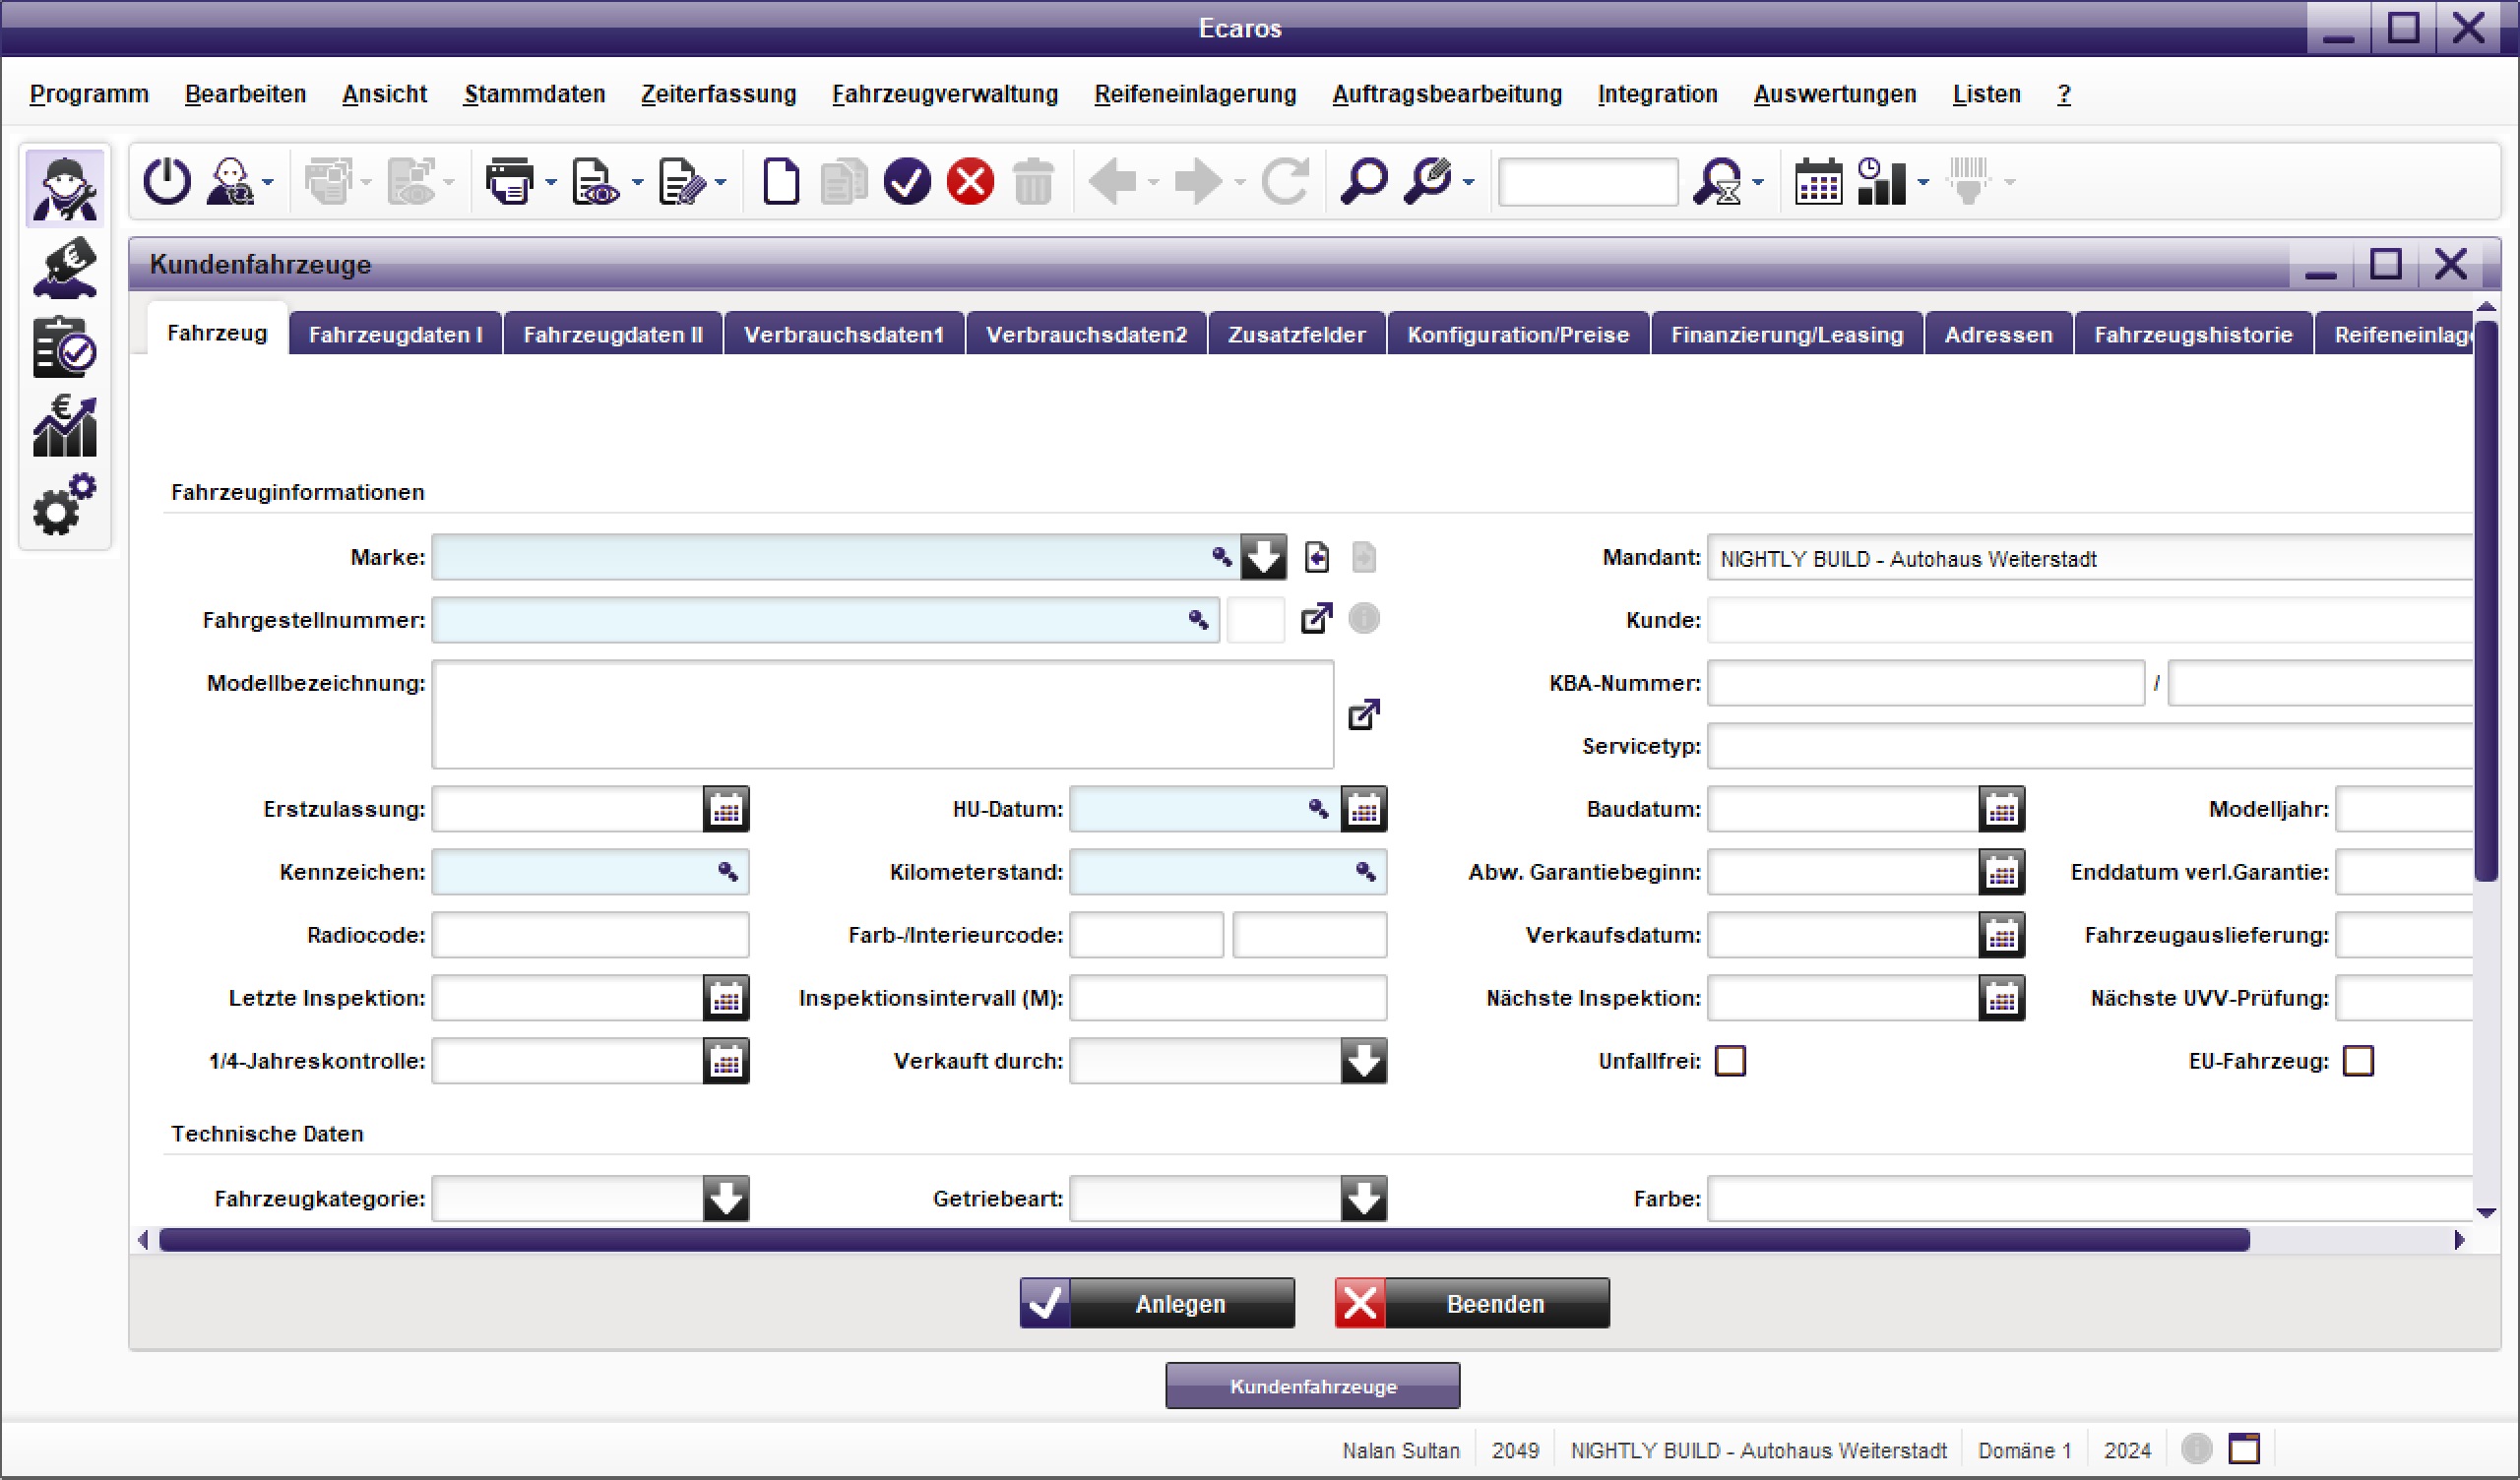 Ecaros
Programm Bearbeiten Ansicht Stammdaten Zeiterfassung Fahrzeugverwaltung Reifeneinlagerung Auftragsbearbeitung Integration Auswertungen Listen ?
Kundenfahrzeuge
Fahrzeug Fahrzeugdaten I Fahrzeugdaten II Verbrauchsdaten1 Verbrauchsdaten2 Zusatzfelder Konfiguration/Preise Finanzierung/Leasing Adressen Fahrzeugshistorie Reifeneinlag
Fahrzeuginformationen
Marke: Mandant: NIGHTLY BUILD - Autohaus Weiterstadt
Fahrgestellnummer: Kunde:
Modellbezeichnung: KBA-Nummer: /
Servicetyp:
Erstzulassung: HU-Datum: Baudatum: Modelljahr:
Kennzeichen: Kilometerstand: Abw. Garantiebeginn: Enddatum verl.Garantie:
Radiocode: Farb-/Interieurcode: Verkaufsdatum: Fahrzeugauslieferung:
Letzte Inspektion: Inspektionsintervall (M): Nächste Inspektion: Nächste UVV-Prüfung:
1/4-Jahreskontrolle: Verkauft durch: Unfallfrei: EU-Fahrzeug:
Technische Daten
Fahrzeugkategorie: Getriebeart: Farbe:
Anlegen Beenden
Kundenfahrzeuge
Nalan Sultan 2049 NIGHTLY BUILD - Autohaus Weiterstadt Domäne 1 2024